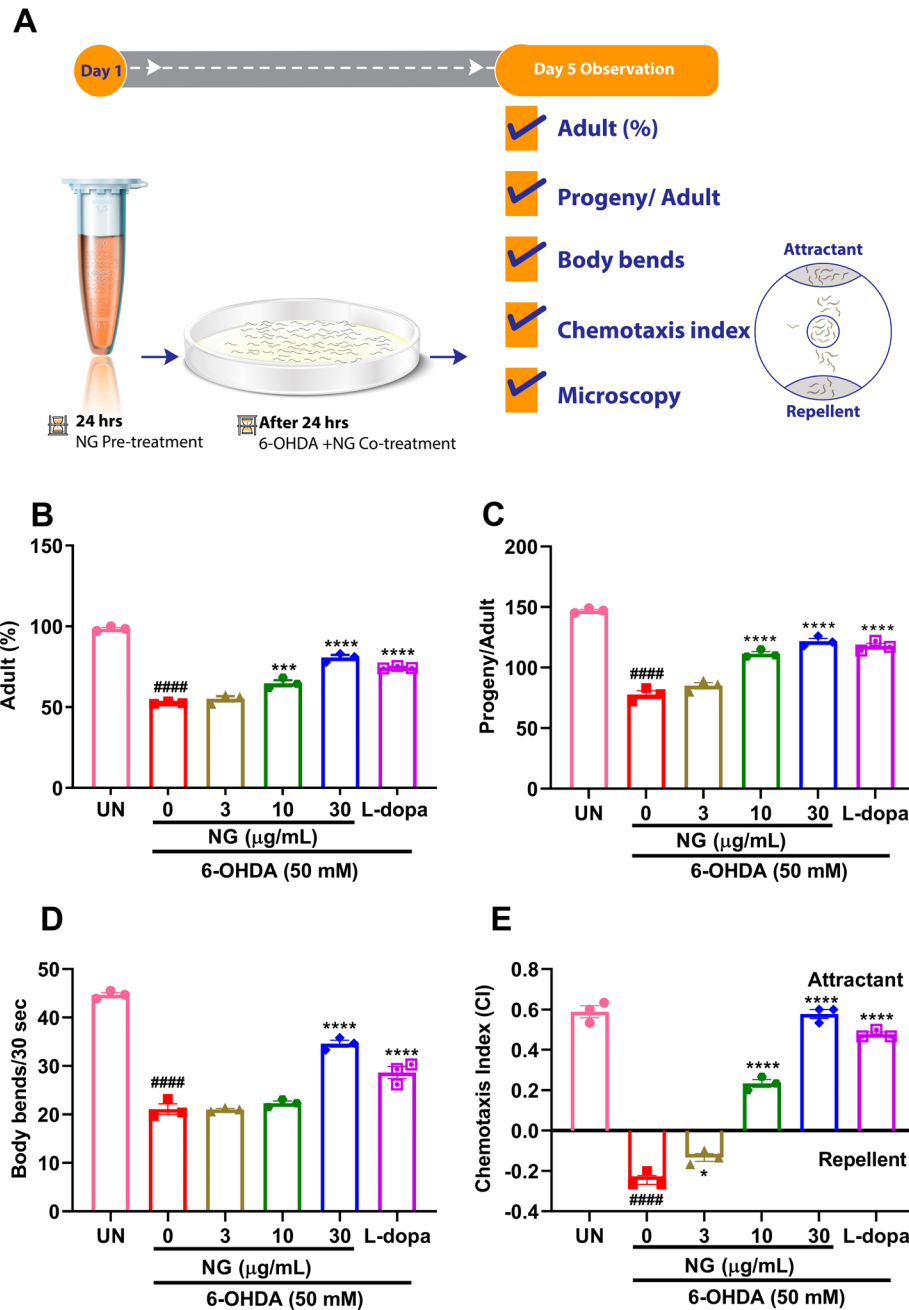 A
Day 1
Day 5 Observation
Adult (%)
Progeny/ Adult
Body bends
Chemotaxis index
Microscopy
Attractant
Repellent
24 hrs
NG Pre-treatment
After 24 hrs
6-OHDA +NG Co-treatment
B
Adult (%)
150
100
50
0
####
***
****
****
UN 0 3 10 30 L-dopa
NG (μg/mL)
6-OHDA (50 mM)
C
Progeny/Adult
200
150
100
50
0
####
****
****
****
UN 0 3 10 30 L-dopa
NG (μg/mL)
6-OHDA (50 mM)
D
Body bends/30 sec
50
40
30
20
10
0
####
****
****
UN 0 3 10 30 L-dopa
NG (μg/mL)
6-OHDA (50 mM)
E
Chemotaxis Index (CI)
0.8
0.6
0.4
0.2
0.0
-0.2
-0.4
Attractant
****
****
****
Repellent
*
####
UN 0 3 10 30 L-dopa
NG (μg/mL)
6-OHDA (50 mM)